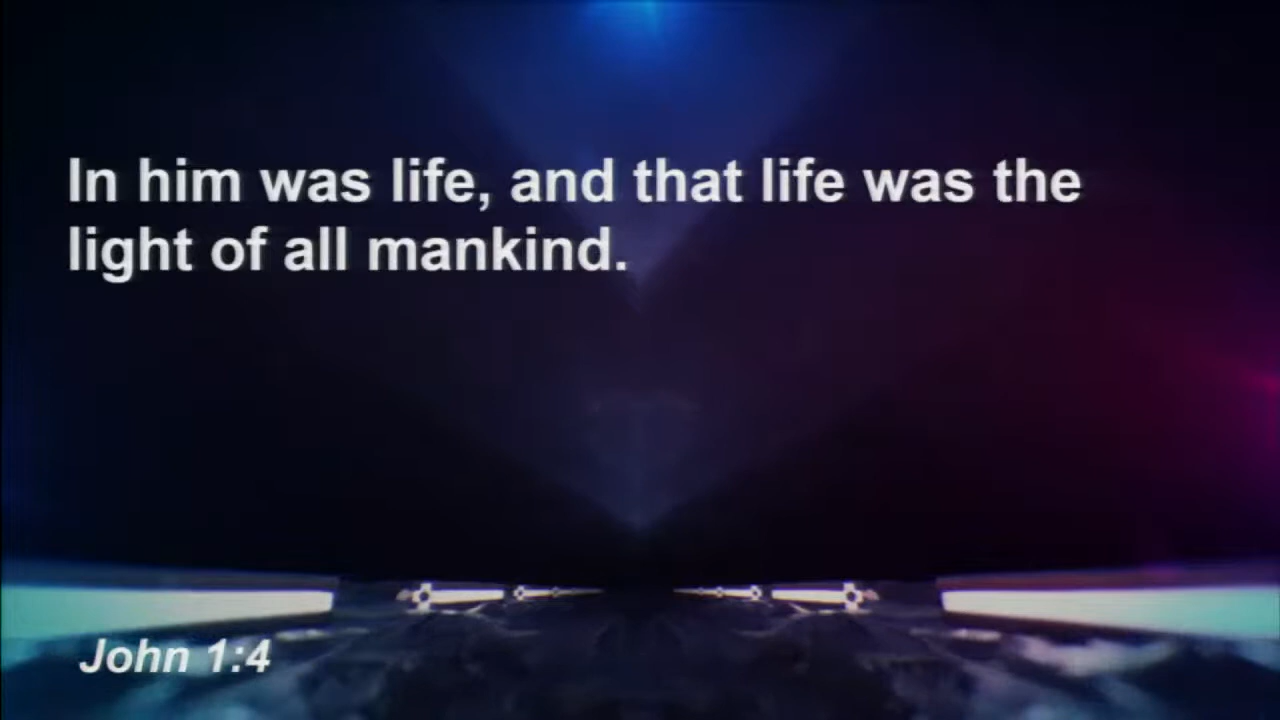 In him was life, and that life was the
light of all mankind.
John 1:4